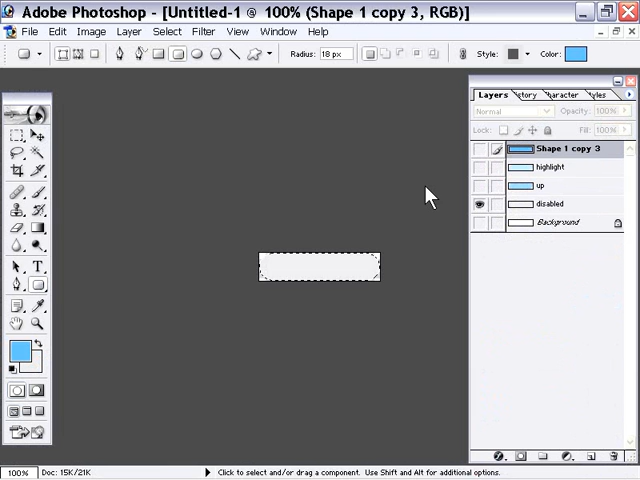 Adobe Photoshop - [Untitled-1 @ 100% (Shape 1 copy 3, RGB)]
File Edit Image Layer Select Filter View Window Help
Radius: 18 px Style: Color:
Layers story character tyles
Normal Opacity: 100%
Lock: Fill: 100%
Shape 1 copy 3
highlight
up
disabled
Background
T
100% Doc: 15K/21K Click to select and/or drag a component. Use Shift and Alt for additional options.